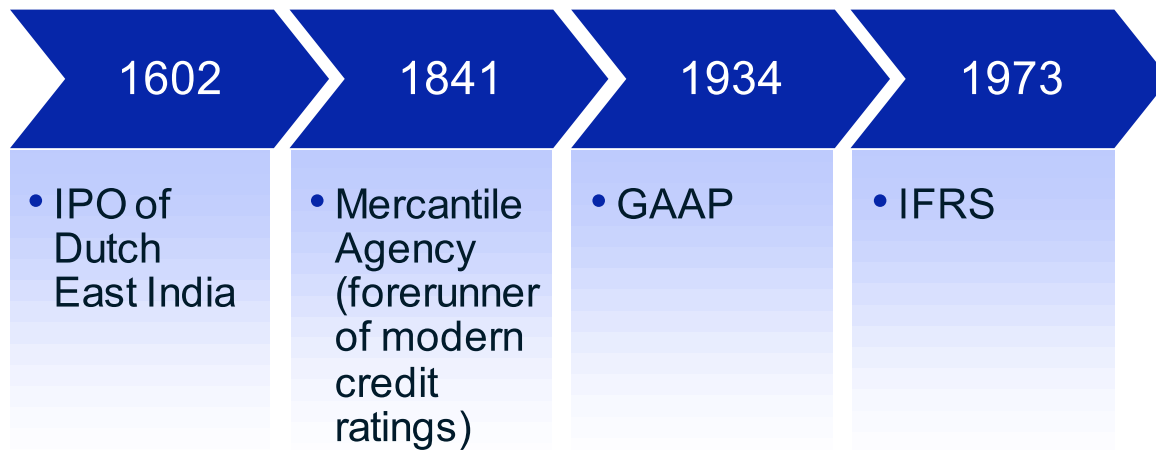 1602
1841
1934
1973
• IPO of
Dutch
East India
• Mercantile
Agency
(forerunner
of modern
credit
ratings)
• GAAP
• IFRS